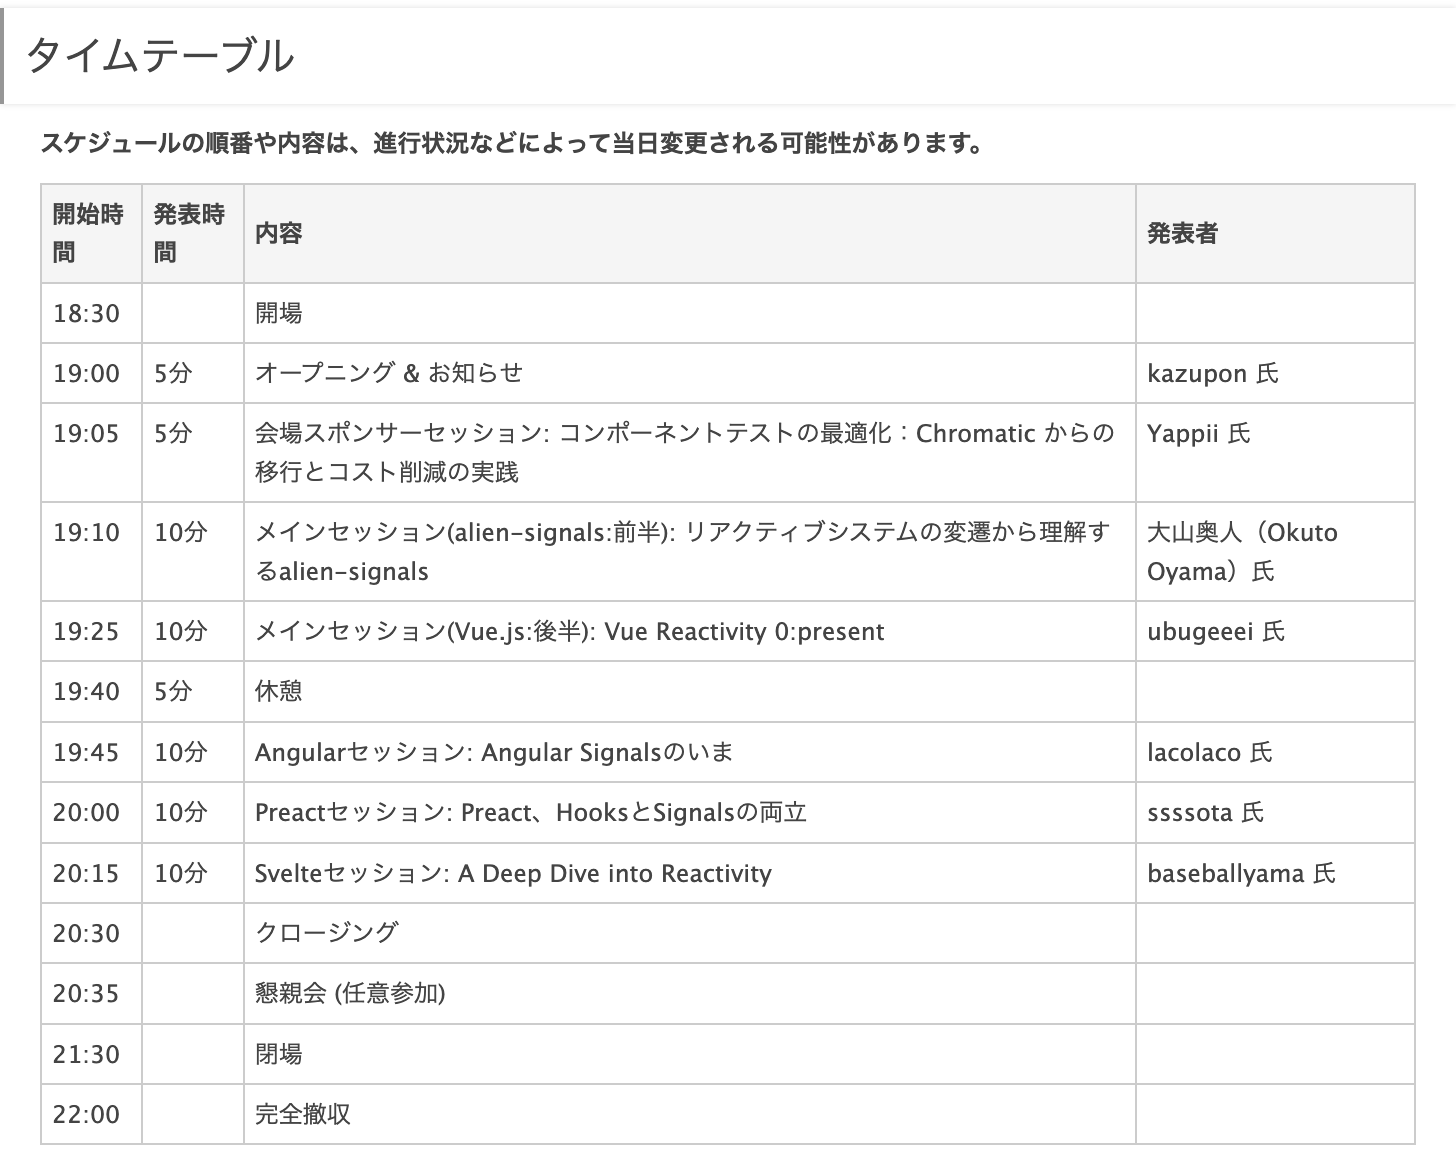 タイムテーブル
スケジュールの順番や内容は、進行状況などによって当日変更される可能性があります。
開始時間 発表時間 内容 発表者
18:30 開場
19:00 5分 オープニング & お知らせ kazupon 氏
19:05 5分 会場スポンサーセッション: コンポーネントテストの最適化：Chromatic からの移行とコスト削減の実践 Yappii 氏
19:10 10分 メインセッション(alien-signals:前半): リアクティブシステムの変遷から理解するalien-signals 大山奥人（Okuto Oyama）氏
19:25 10分 メインセッション(Vue.js:後半): Vue Reactivity 0:present ubugeeei 氏
19:40 5分 休憩
19:45 10分 Angularセッション: Angular Signalsのいま lacolaco 氏
20:00 10分 Preactセッション: Preact、HooksとSignalsの両立 ssssota 氏
20:15 10分 Svelteセッション: A Deep Dive into Reactivity baseballyama 氏
20:30 クロージング
20:35 懇親会 (任意参加)
21:30 閉場
22:00 完全撤収